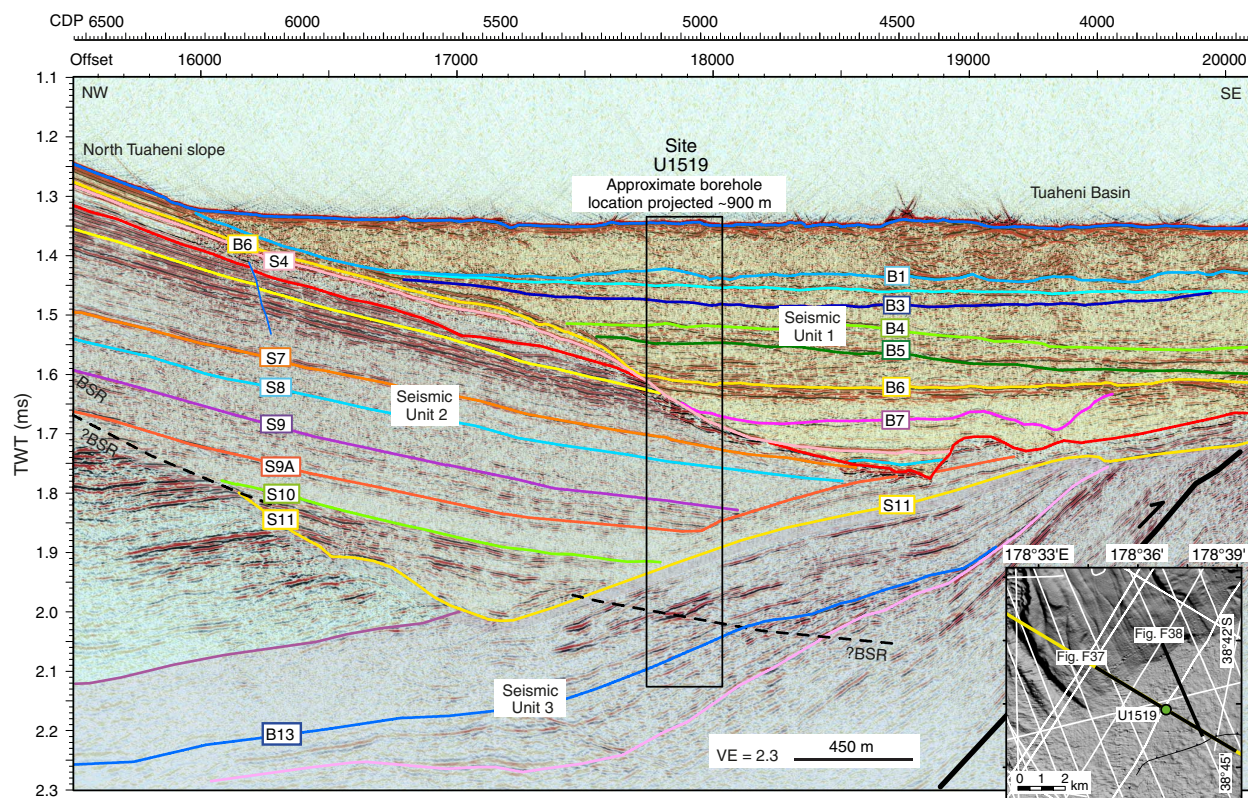 CDP 6500 6000 5500 5000 4500 4000
Offset 16000 17000 18000 19000 20000
1.1
NW
SE
1.2
North Tuaheni slope
Site
U1519
Approximate borehole
location projected ~900 m
Tuaheni Basin
1.3
B6
S4
1.4
B1
B3
Seismic
Unit 1
B4
1.5
B5
S7
S8
1.6
B6
BSR
Seismic
Unit 2
S9
B7
1.7
?BSR
S9A
TWT (ms)
1.8
S10
S11
S11
1.9
2.0
?BSR
2.1
Seismic
Unit 3
2.2
B13
VE = 2.3
450 m
2.3
178°33'E 178°36' 178°39'
Fig. F38
38°42'S
Fig. F37
U1519
38°45'
0 1 2
km